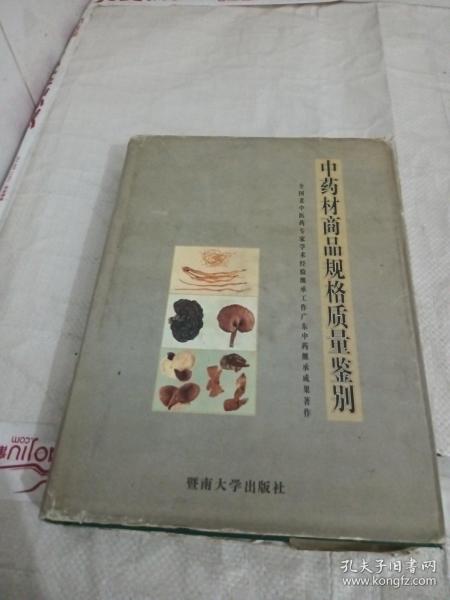 中药材商品规格质量鉴别
全国老中医药专家学术经验继承工作广东中药继承成果著作
暨南大学出版社
孔夫子旧书网
www.kongfz.com